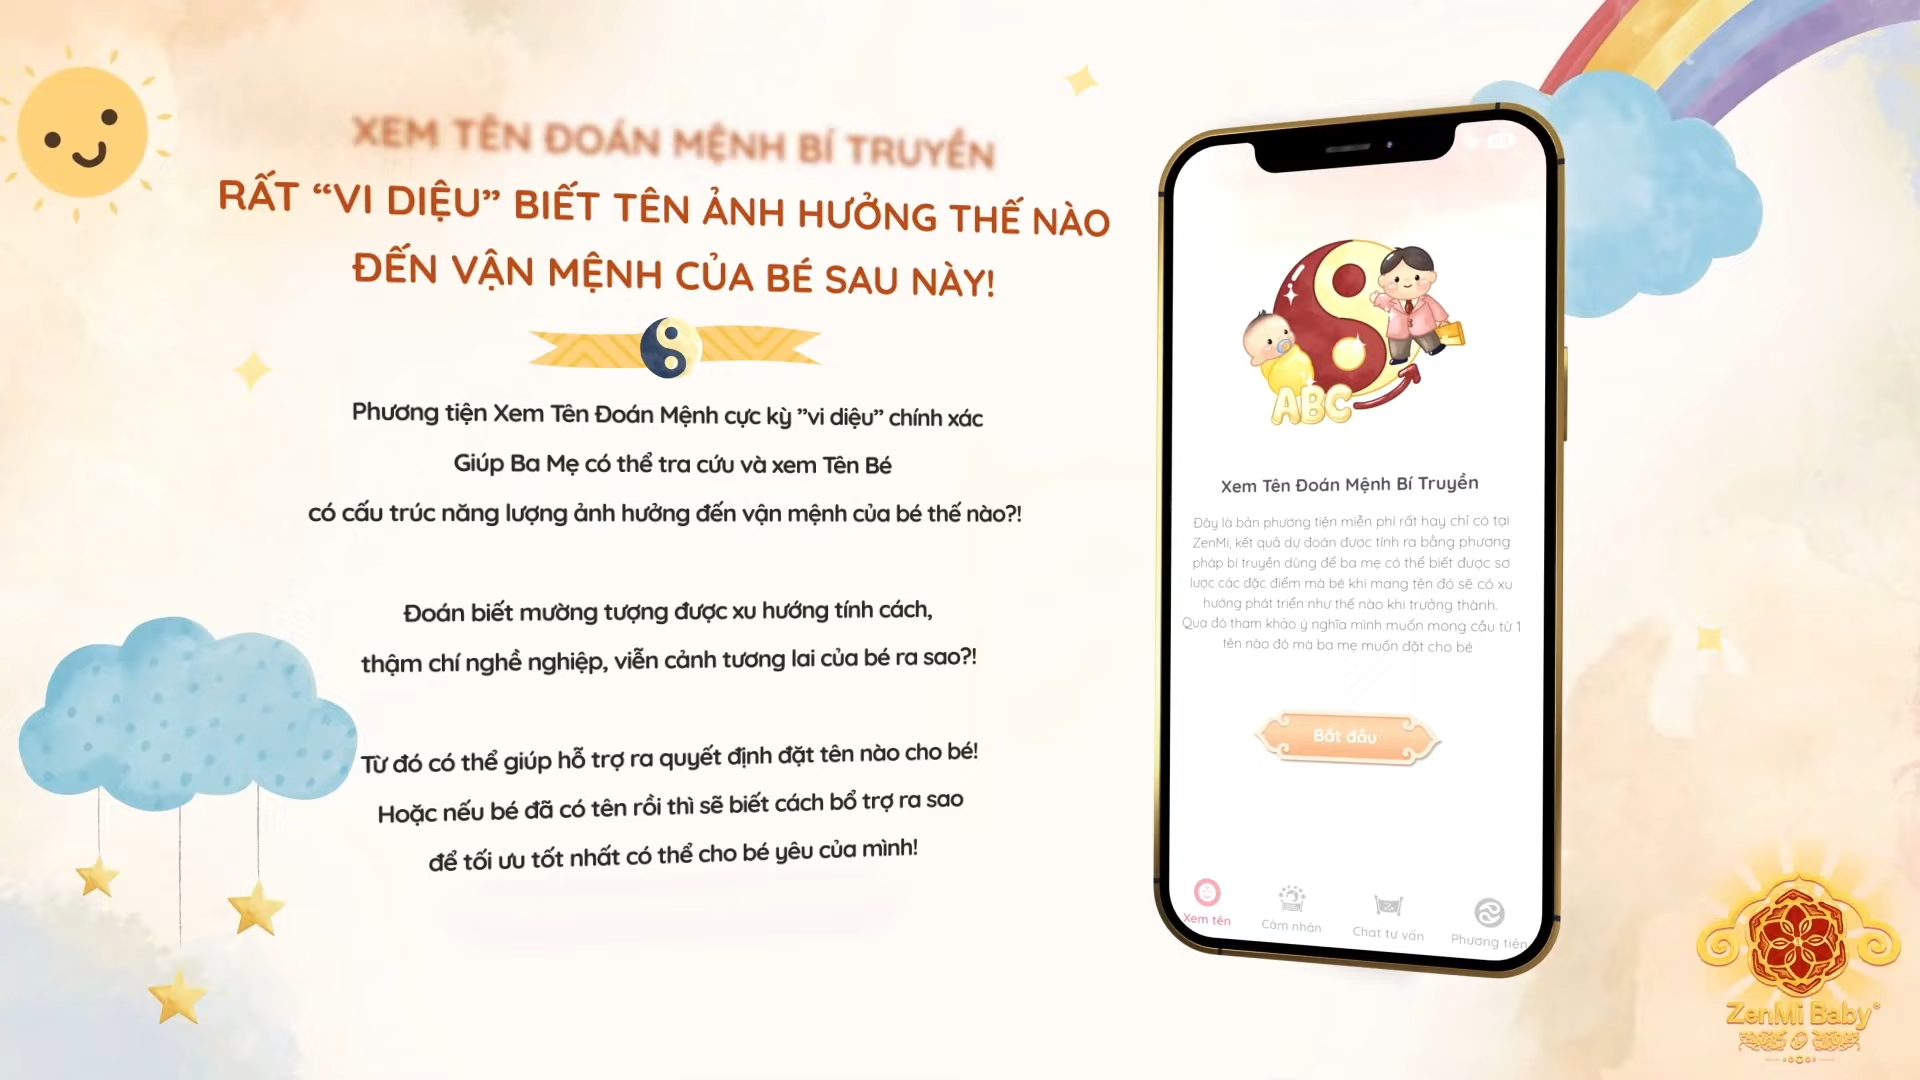 XEM TÊN ĐOÁN MỆNH BÍ TRUYỀN
RẤT “VI DIỆU” BIẾT TÊN ẢNH HƯỞNG THẾ NÀO
ĐẾN VẬN MỆNH CỦA BÉ SAU NÀY!
Phương tiện Xem Tên Đoán Mệnh cực kỳ ”vi diệu” chính xác
Giúp Ba Mẹ có thể tra cứu và xem Tên Bé
có cấu trúc năng lượng ảnh hưởng đến vận mệnh của bé thế nào?!
Đoán biết mường tượng được xu hướng tính cách,
thậm chí nghề nghiệp, viễn cảnh tương lai của bé ra sao?!
Từ đó có thể giúp hỗ trợ ra quyết định đặt tên nào cho bé!
Hoặc nếu bé đã có tên rồi thì sẽ biết cách bổ trợ ra sao
để tối ưu tốt nhất có thể cho bé yêu của mình!
ABC
Xem Tên Đoán Mệnh Bí Truyền
Đây là bản phương tiện miễn phí rất hay chỉ có tại
ZenMi, kết quả dự đoán được tính ra bằng phương
pháp bí truyền dùng để ba mẹ có thể biết được sơ
lược các đặc điểm mà bé khi mang tên đó sẽ có xu
hướng phát triển như thế nào khi trưởng thành.
Qua đó tham khảo ý nghĩa mình muốn mong cầu từ 1
tên nào đó mà ba mẹ muốn đặt cho bé
Bắt đầu
Xem tên
Cảm nhận
Chat tư vấn
Phương tiện
ZenMi Baby®